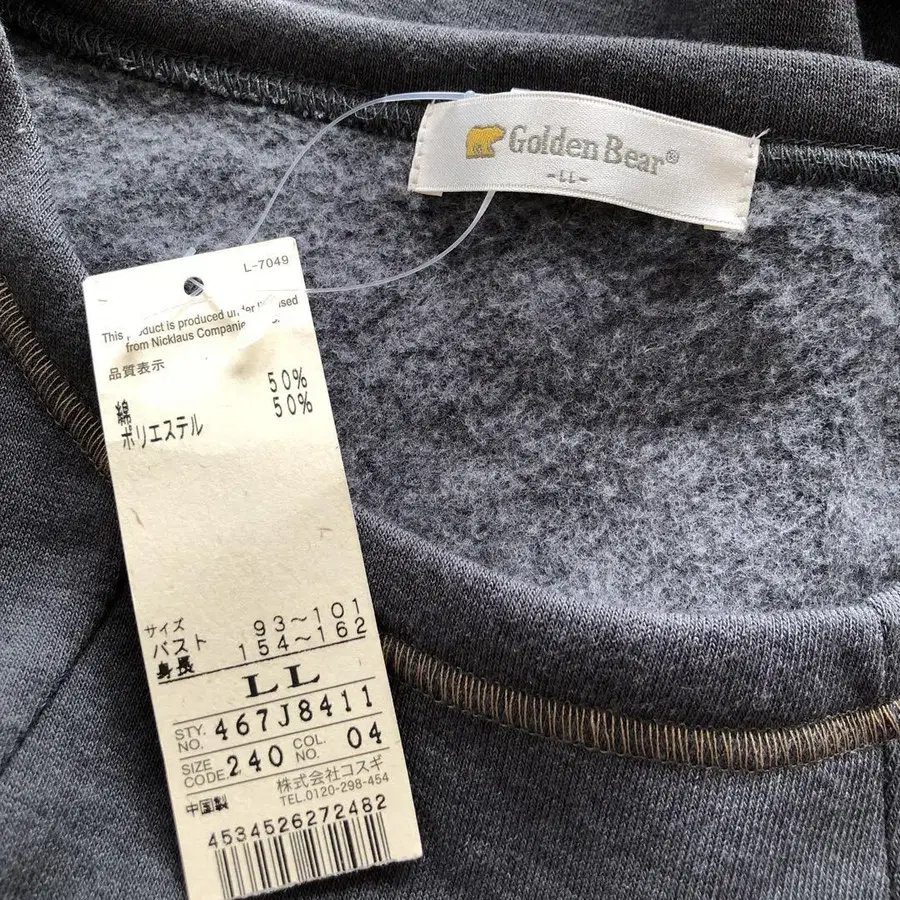 Golden Bear®
-LL-
L-7049
This product is produced under licensed
from Nicklaus Companie
品質表示
綿 50%
ポリエステル 50%
サイズ
バスト 93~101
身長 154~162
LL
STY. NO. 467J8411
SIZE CODE. 240 COL. NO. 04
株式会社コスギ
中国製 TEL.0120-298-454
4534526272482